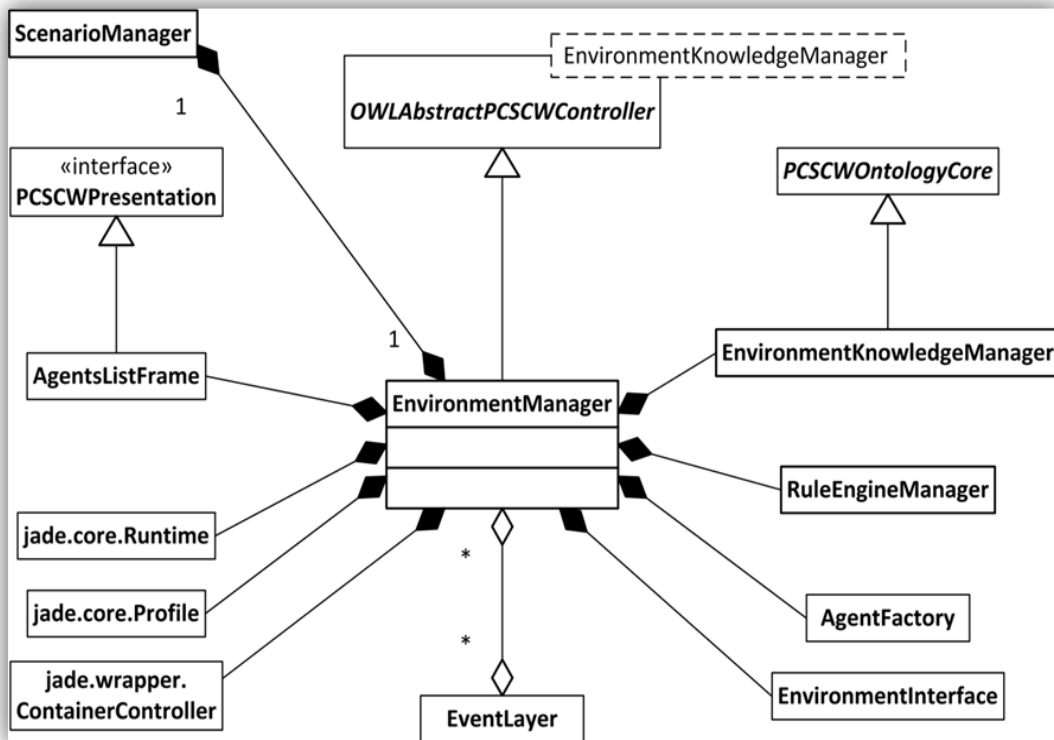 ScenarioManager
EnvironmentKnowledgeManager
OWLAbstractPCSCWController
1
«interface»
PCSCWPresentation
PCSCWOntologyCore
1
EnvironmentKnowledgeManager
AgentsListFrame
EnvironmentManager
RuleEngineManager
jade.core.Runtime
*
jade.core.Profile
AgentFactory
*
jade.wrapper.
ContainerController
EnvironmentInterface
EventLayer